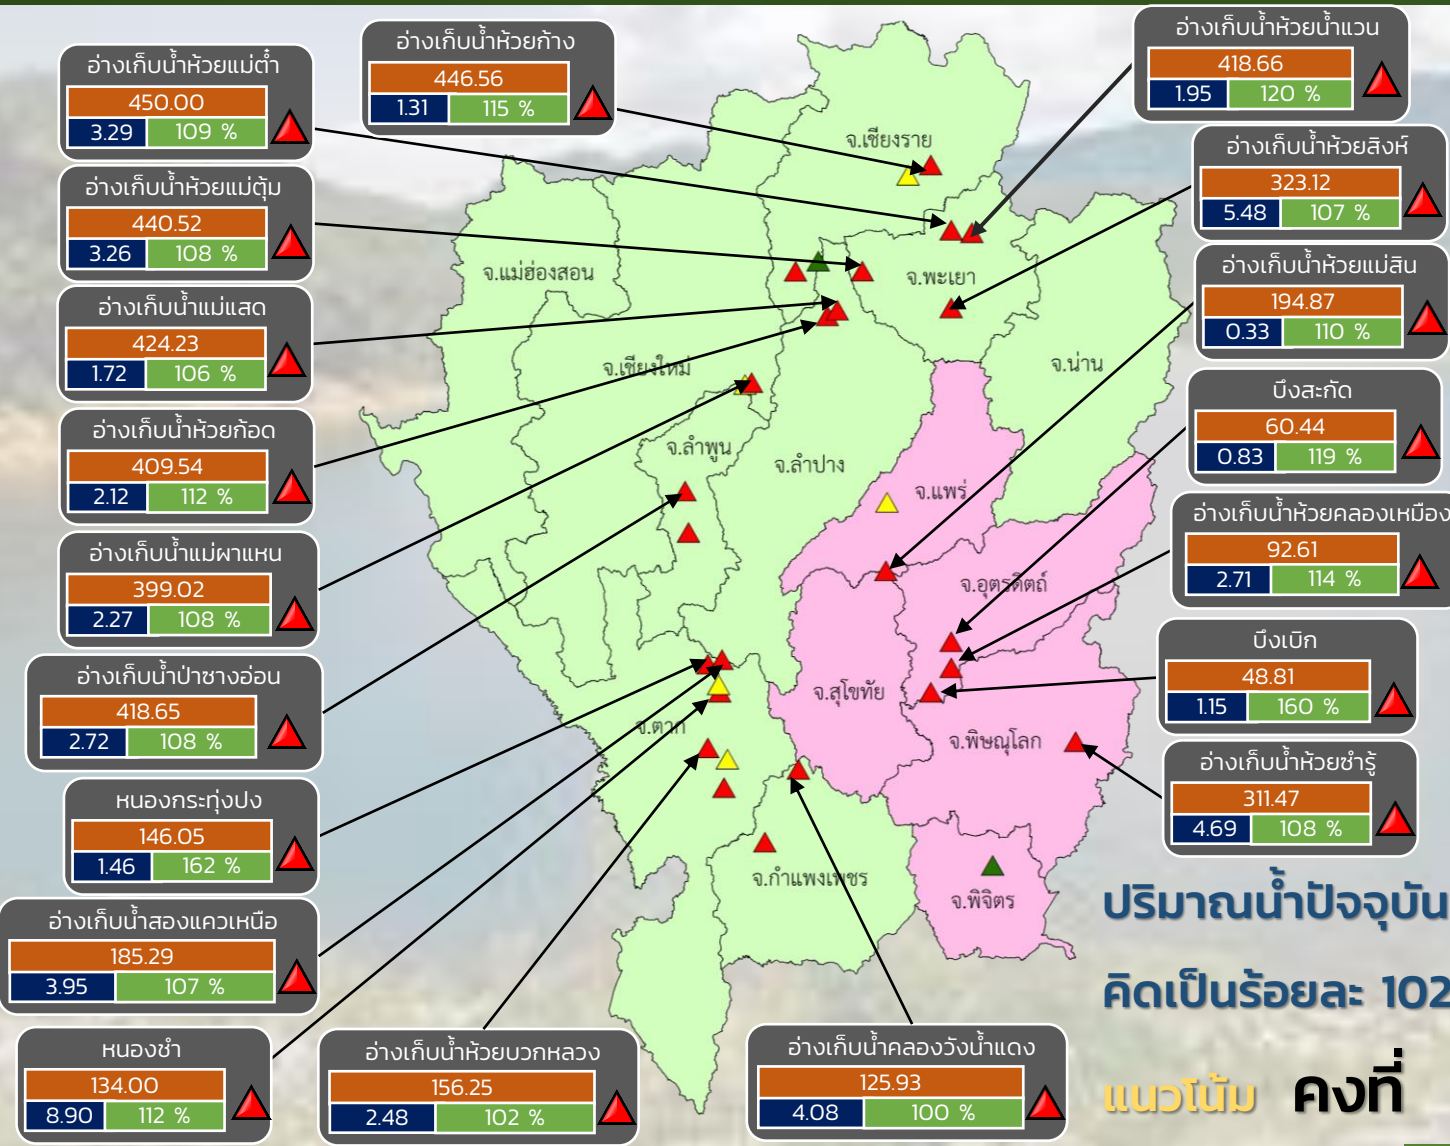 อ่างเก็บน้ำห้วยแม่ต๋ำ
450.00
3.29 109 %
อ่างเก็บน้ำห้วยก้าง
446.56
1.31 115 %
อ่างเก็บน้ำห้วยน้ำแวน
418.66
1.95 120 %
อ่างเก็บน้ำห้วยแม่ตุ้ม
440.52
3.26 108 %
อ่างเก็บน้ำห้วยสิงห์
323.12
5.48 107 %
อ่างเก็บน้ำแม่แสด
424.23
1.72 106 %
อ่างเก็บน้ำห้วยแม่สิน
194.87
0.33 110 %
อ่างเก็บน้ำห้วยก้อด
409.54
2.12 112 %
บึงสะกัด
60.44
0.83 119 %
อ่างเก็บน้ำแม่ผาแหน
399.02
2.27 108 %
อ่างเก็บน้ำห้วยคลองเหมือง
92.61
2.71 114 %
อ่างเก็บน้ำป่าซางอ่อน
418.65
2.72 108 %
บึงเบิก
48.81
1.15 160 %
หนองกระทุ่งปง
146.05
1.46 162 %
อ่างเก็บน้ำห้วยซำรู้
311.47
4.69 108 %
อ่างเก็บน้ำสองแควเหนือ
185.29
3.95 107 %
หนองชำ
134.00
8.90 112 %
อ่างเก็บน้ำห้วยบวกหลวง
156.25
2.48 102 %
อ่างเก็บน้ำคลองวังน้ำแดง
125.93
4.08 100 %
จ.เชียงราย
จ.แม่ฮ่องสอน
จ.พะเยา
จ.เชียงใหม่
จ.น่าน
จ.ลำพูน
จ.ลำปาง
จ.แพร่
จ.อุตรดิตถ์
จ.สุโขทัย
จ.ตาก
จ.พิษณุโลก
จ.กำแพงเพชร
จ.พิจิตร
ปริมาณน้ำปัจจุบัน
คิดเป็นร้อยละ 102
แนวโน้ม คงที่